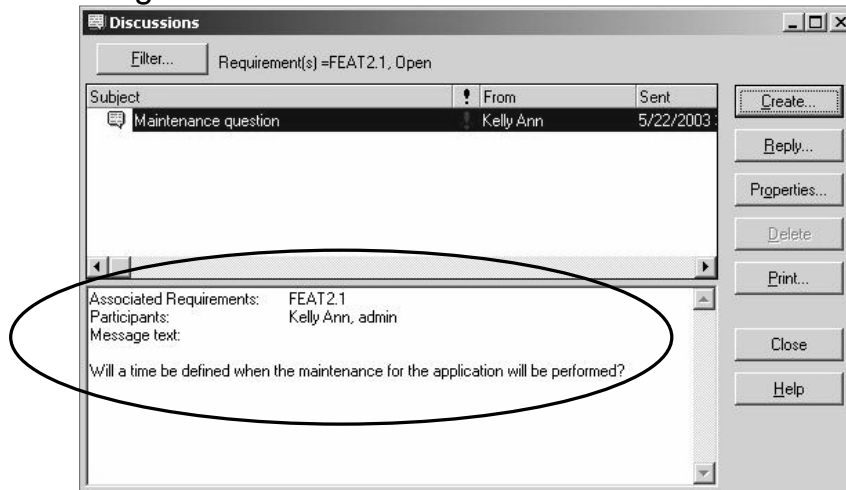 Discussions
Filter... Requirement(s) =FEAT2.1, Open
Subject ! From Sent
Maintenance question ! Kelly Ann 5/22/2003
Create...
Reply...
Properties...
Delete
Print...
Close
Help
Associated Requirements: FEAT2.1
Participants: Kelly Ann, admin
Message text:
Will a time be defined when the maintenance for the application will be performed?